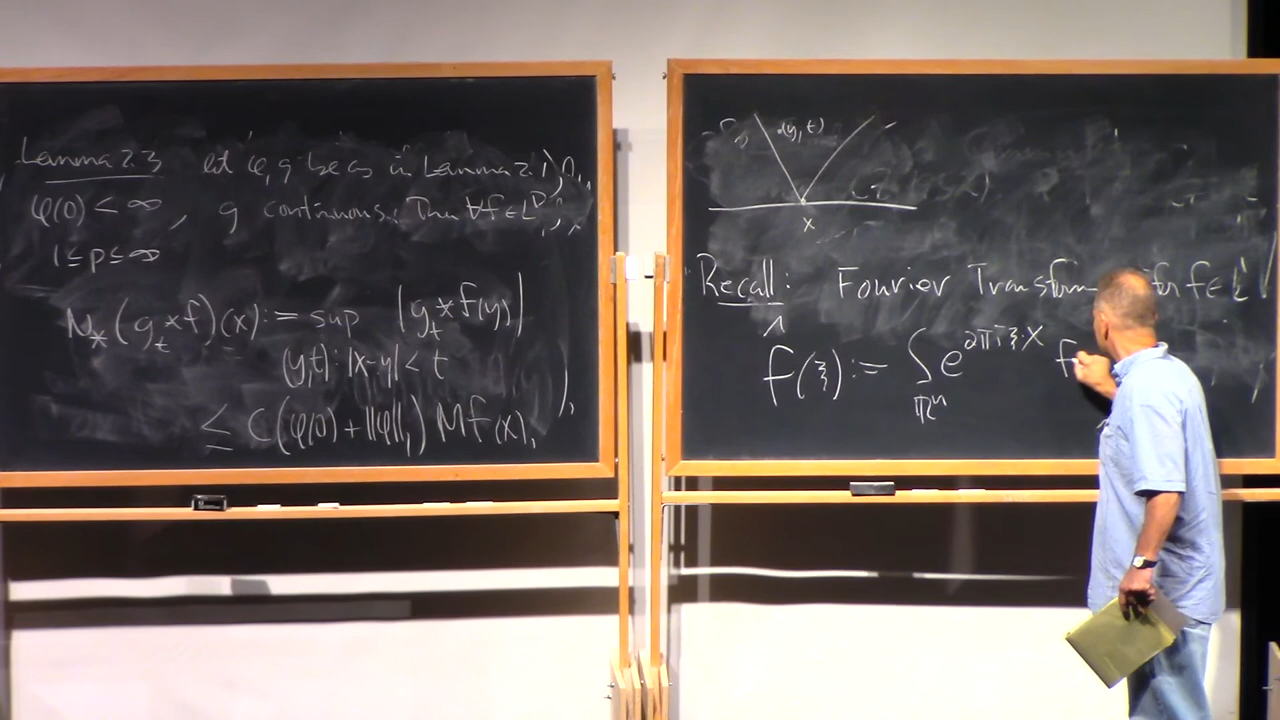 Lemma 2.3 let φ, g be as in Lemma 2.1,
φ(0) < ∞, g continuous. Then ∀f∈L^p,
1≤p≤∞
N_*(g_t*f)(x) := sup |g_t*f(y)|
(y,t):|x-y|<t
≤ C(φ(0)+||φ||_1) Mf(x).
(y,t)
x
Recall: Fourier Transform for f∈L^1
f̂(ξ) := ∫ e^{2πiξ·x} f
ℝ^n